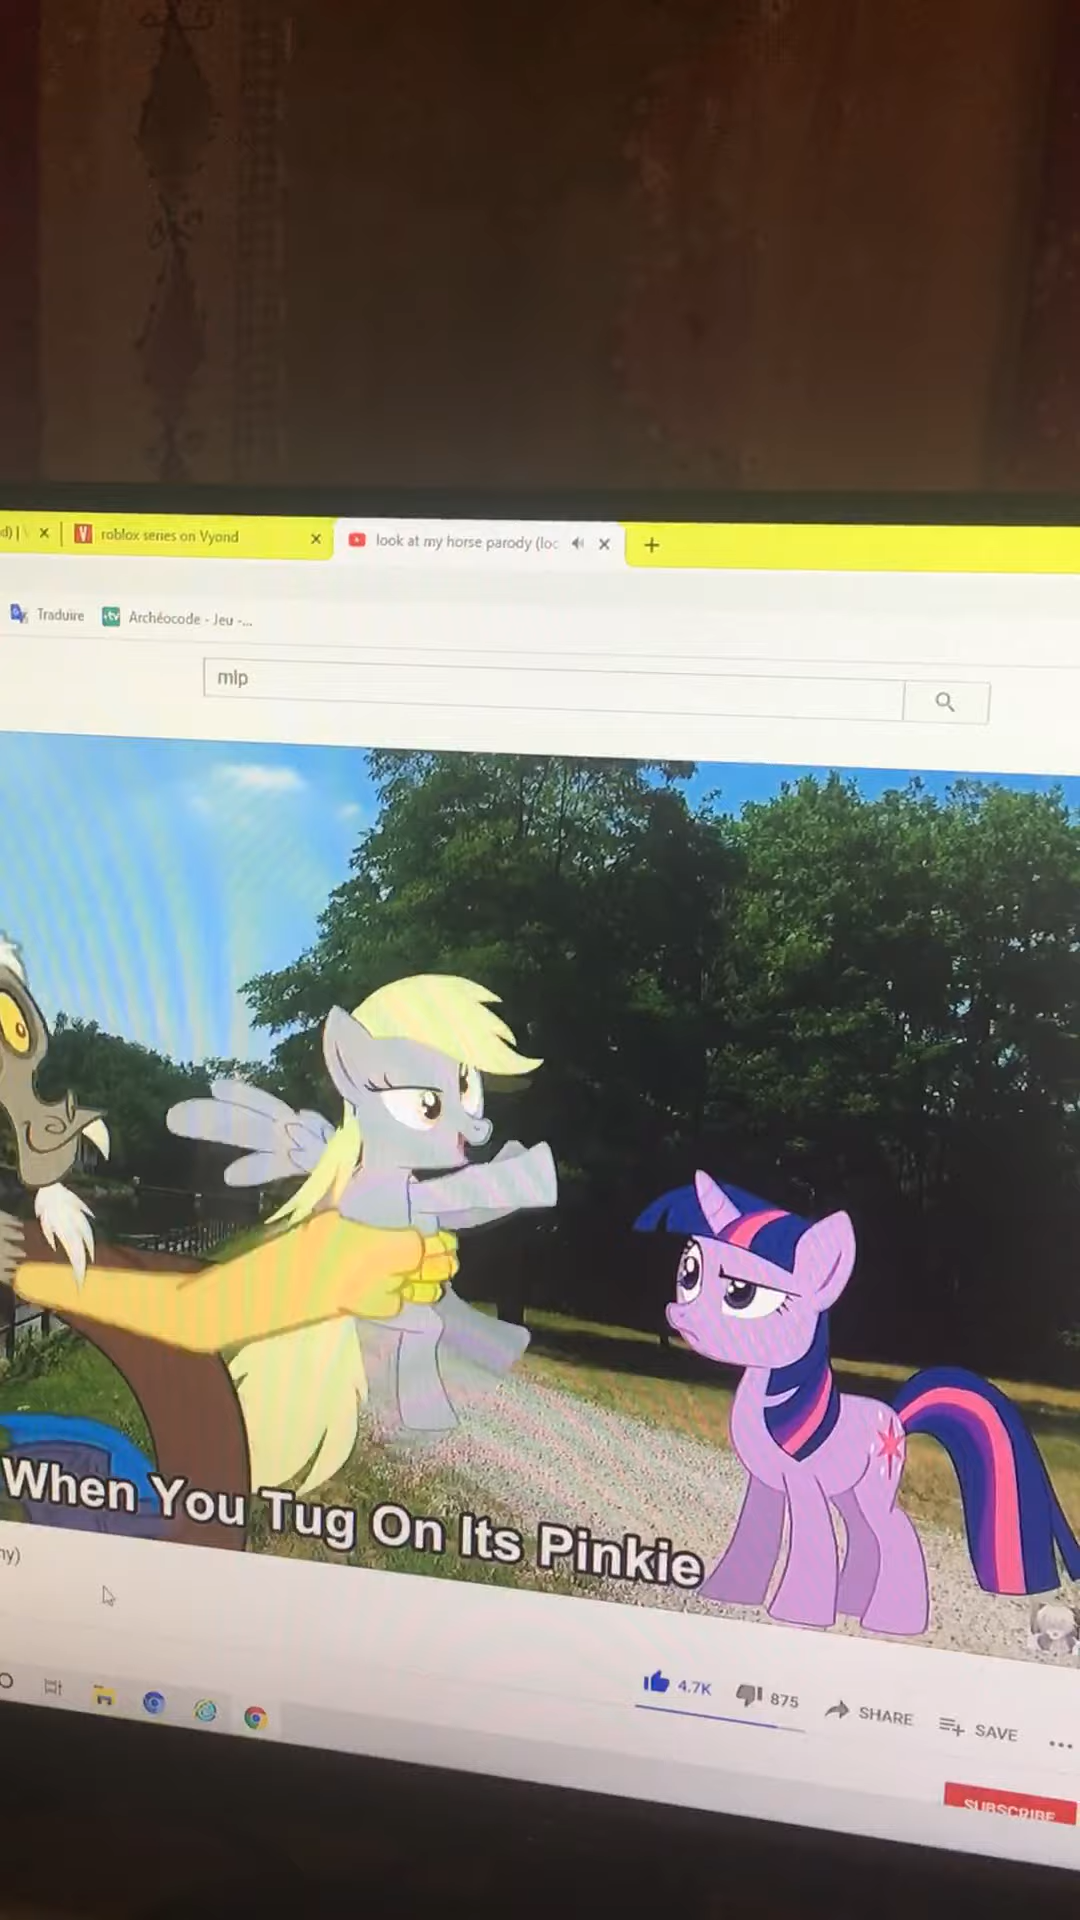 roblox series on Vyond
look at my horse parody (loc
Traduire
Archéocode - Jeu -...
mlp
When You Tug On Its Pinkie
4.7K
875
SHARE
SAVE
SUBSCRIBE